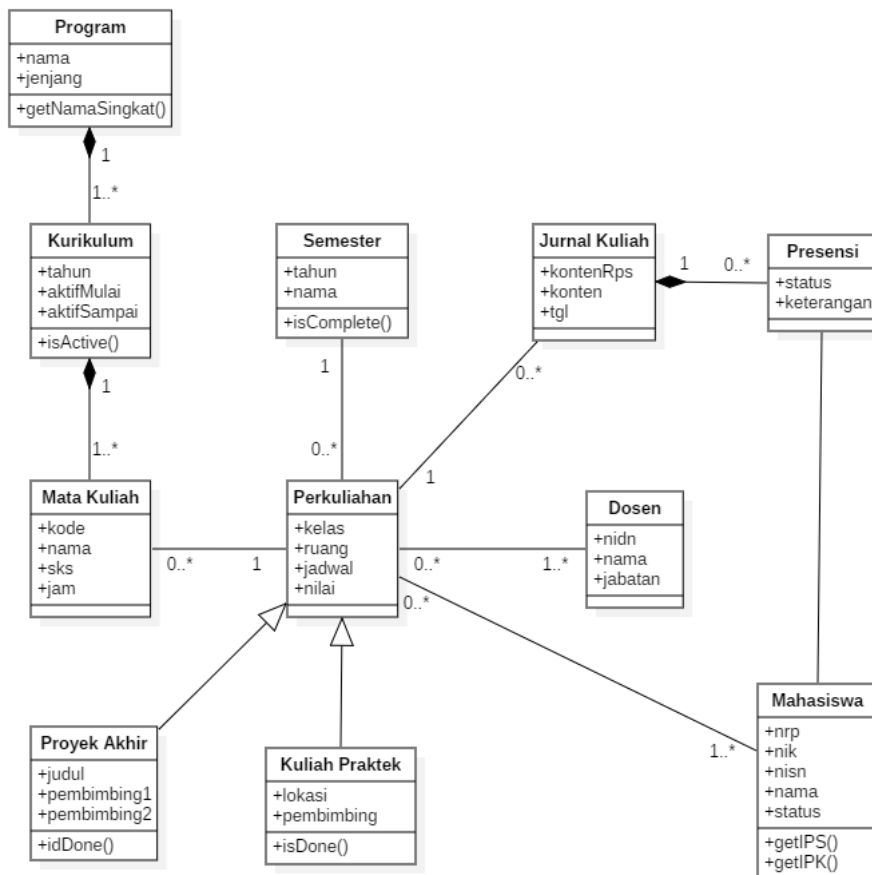 Program
+nama
+jenjang
+getNamaSingkat()
1
1..*
Kurikulum
+tahun
+aktifMulai
+aktifSampai
+isActive()
1
1..*
Semester
+tahun
+nama
+isComplete()
1
0..*
Jurnal Kuliah
+kontenRps
+konten
+tgl
1
0..*
0..*
1
Presensi
+status
+keterangan
Mata Kuliah
+kode
+nama
+sks
+jam
0..*
1
Perkuliahan
+kelas
+ruang
+jadwal
+nilai
0..*
1..*
0..*
1..*
Dosen
+nidn
+nama
+jabatan
Proyek Akhir
+judul
+pembimbing1
+pembimbing2
+idDone()
Kuliah Praktek
+lokasi
+pembimbing
+isDone()
Mahasiswa
+nrp
+nik
+nisn
+nama
+status
+getIPS()
+getIPK()